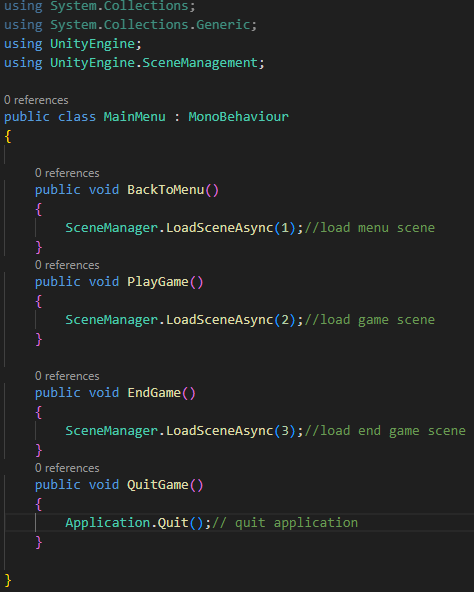 using System.Collections;
using System.Collections.Generic;
using UnityEngine;
using UnityEngine.SceneManagement;
0 references
public class MainMenu : MonoBehaviour
{
0 references
public void BackToMenu()
{
SceneManager.LoadSceneAsync(1);//load menu scene
}
0 references
public void PlayGame()
{
SceneManager.LoadSceneAsync(2);//load game scene
}
0 references
public void EndGame()
{
SceneManager.LoadSceneAsync(3);//load end game scene
}
0 references
public void QuitGame()
{
Application.Quit();// quit application
}
}